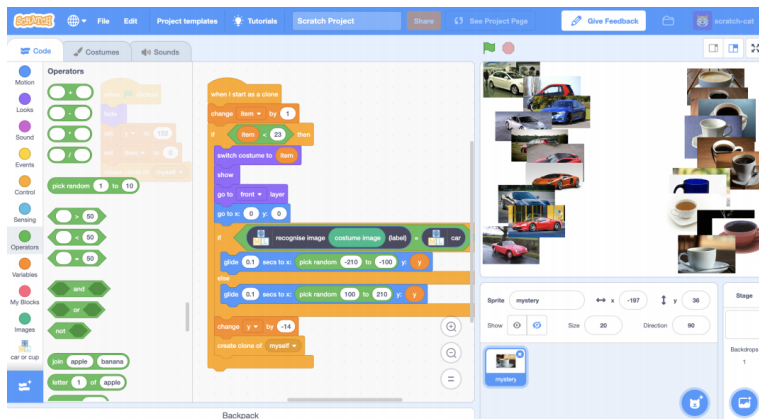 SCRATCH File Edit Project templates Tutorials Scratch Project Share See Project Page Give Feedback scratch-cat
Code Costumes Sounds
Motion
Looks
Sound
Events
Control
Sensing
Operators
Variables
My Blocks
Images
car or cup
Operators
+
-
*
/
pick random 1 to 10
> 50
< 50
= 50
and
or
not
join apple banana
letter 1 of apple
when I start as a clone
change item by 1
if item < 23 then
switch costume to item
show
go to front layer
go to x: 0 y: 0
if ML recognise image costume image (label) = ML car
glide 0.1 secs to x: pick random -210 to -100 y: y
else
glide 0.1 secs to x: pick random 100 to 210 y: y
change y by -14
create clone of myself
Backpack
Sprite mystery x -197 y 36
Show Size 20 Direction 90
mystery
Stage
Backdrops
1